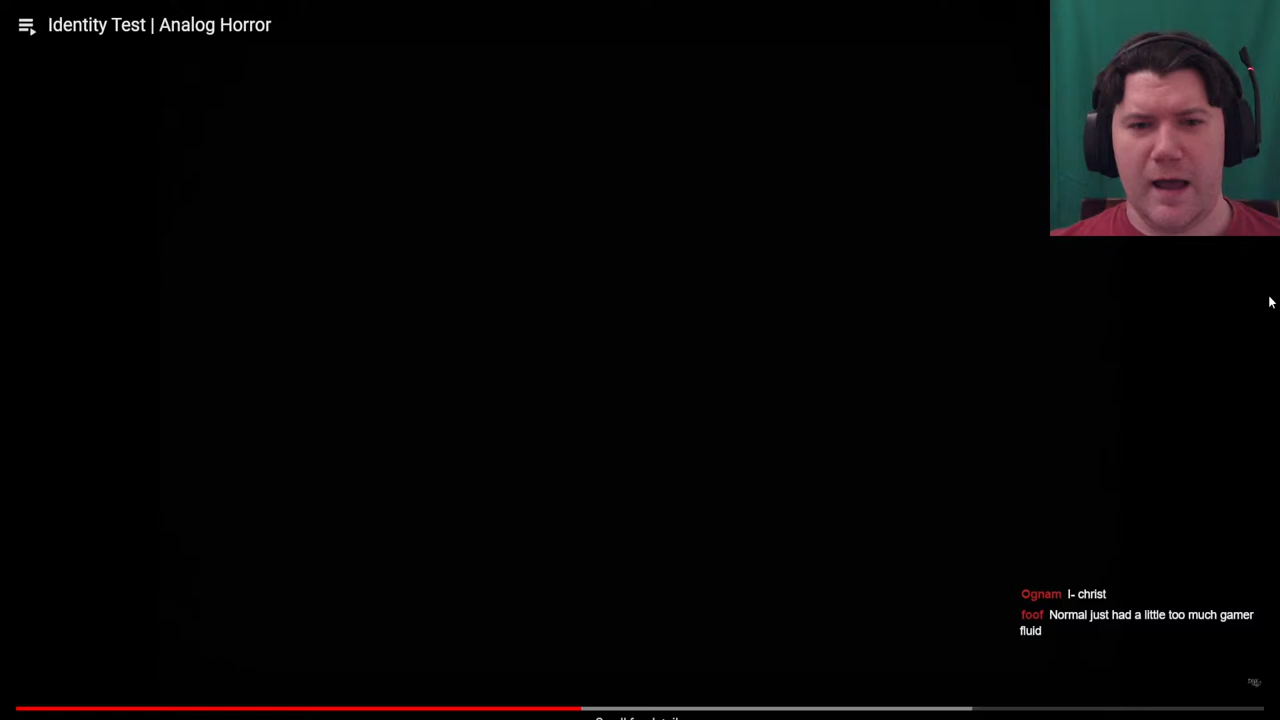 Identity Test | Analog Horror
Ognam I- christ
foof Normal just had a little too much gamer
fluid